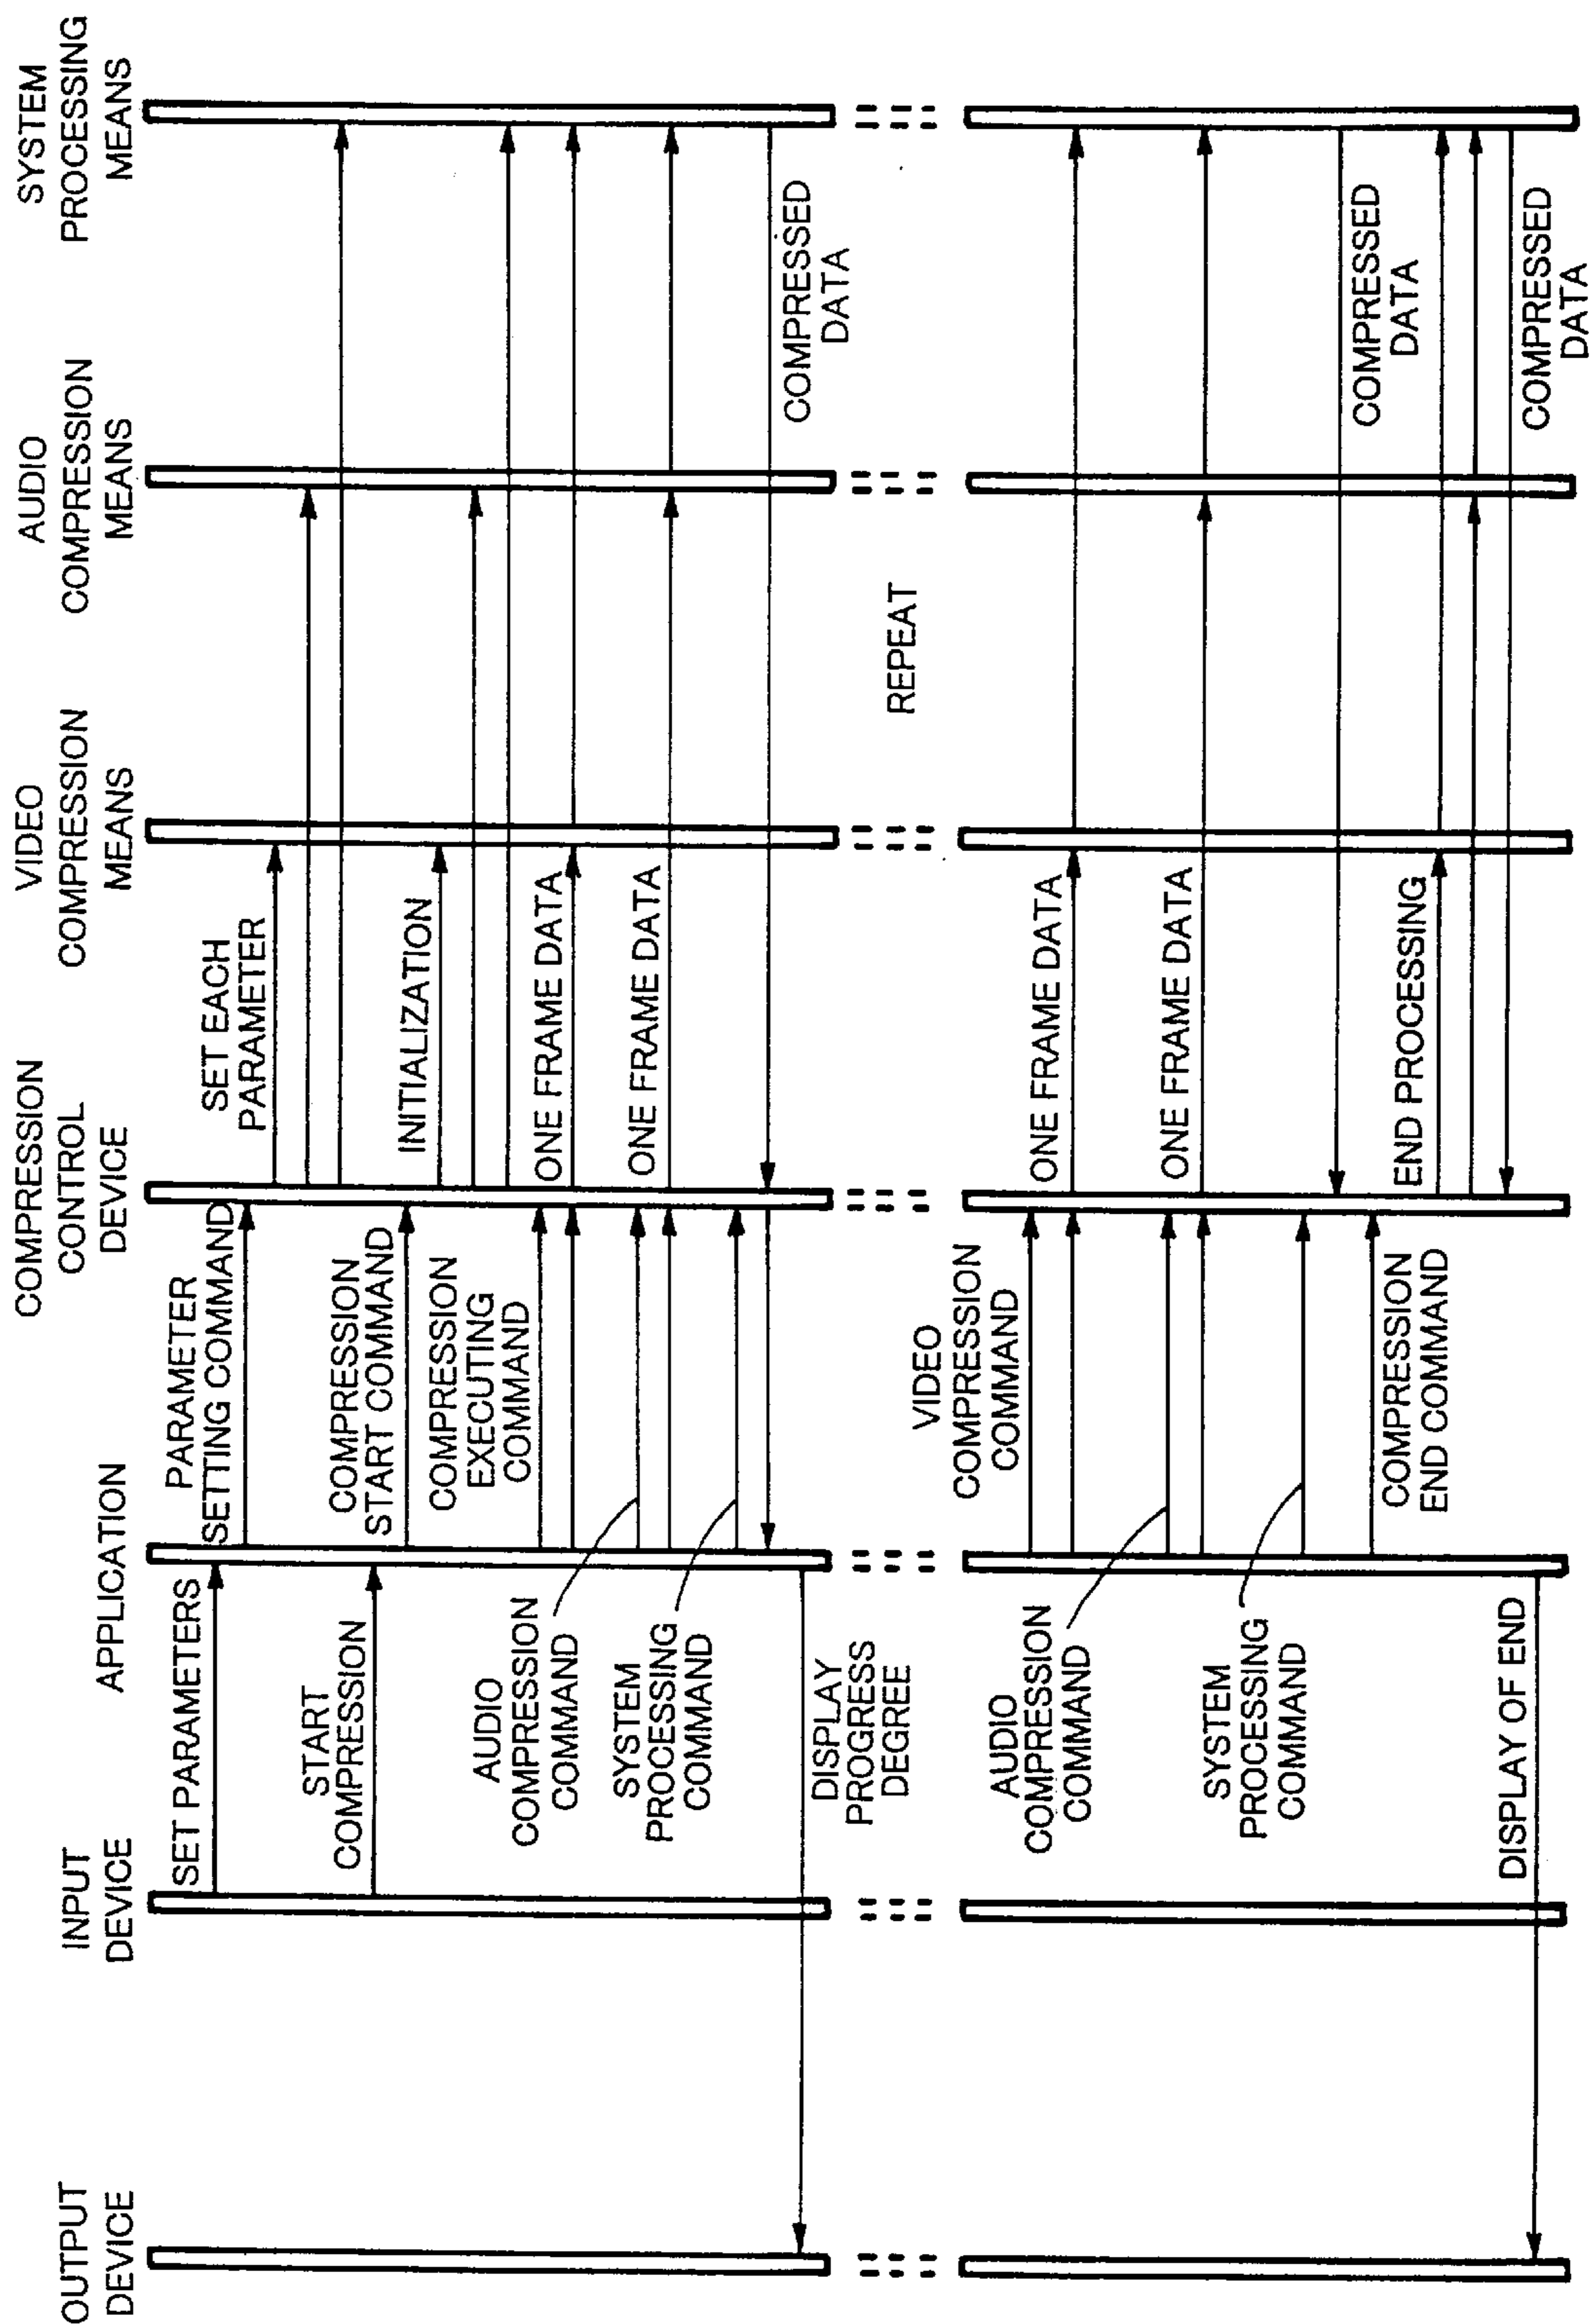 OUTPUT
DEVICE
INPUT
DEVICE
APPLICATION
COMPRESSION
CONTROL
DEVICE
VIDEO
COMPRESSION
MEANS
AUDIO
COMPRESSION
MEANS
SYSTEM
PROCESSING
MEANS
SET PARAMETERS
PARAMETER
SETTING COMMAND
SET EACH
PARAMETER
START
COMPRESSION
COMPRESSION
START COMMAND
INITIALIZATION
COMPRESSION
EXECUTING
COMMAND
ONE FRAME DATA
AUDIO
COMPRESSION
COMMAND
ONE FRAME DATA
SYSTEM
PROCESSING
COMMAND
COMPRESSED
DATA
DISPLAY
PROGRESS
DEGREE
REPEAT
VIDEO
COMPRESSION
COMMAND
ONE FRAME DATA
AUDIO
COMPRESSION
COMMAND
ONE FRAME DATA
SYSTEM
PROCESSING
COMMAND
COMPRESSED
DATA
COMPRESSION
END COMMAND
END PROCESSING
COMPRESSED
DATA
DISPLAY OF END